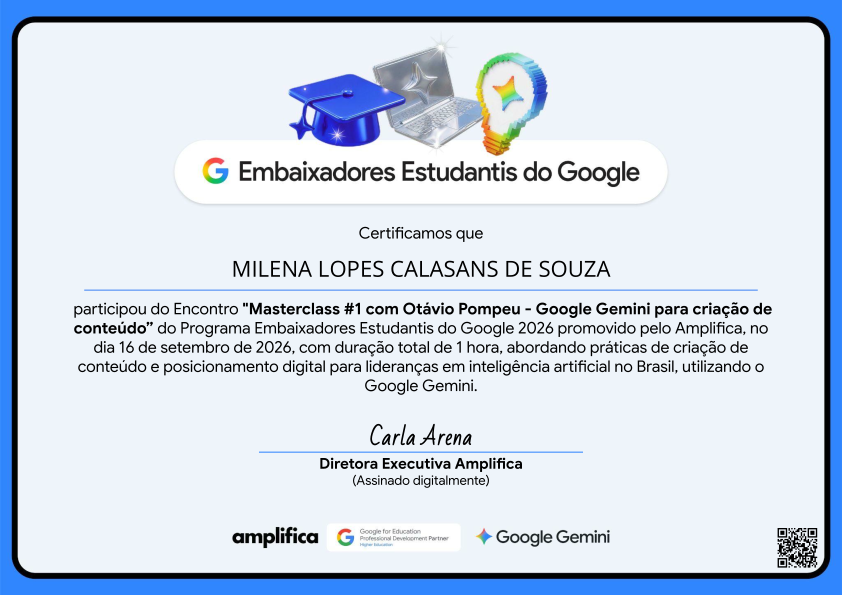 Embaixadores Estudantis do Google
Certificamos que
MILENA LOPES CALASANS DE SOUZA
participou do Encontro "Masterclass #1 com Otávio Pompeu - Google Gemini para criação de
conteúdo” do Programa Embaixadores Estudantis do Google 2026 promovido pelo Amplifica, no
dia 16 de setembro de 2026, com duração total de 1 hora, abordando práticas de criação de
conteúdo e posicionamento digital para lideranças em inteligência artificial no Brasil, utilizando o
Google Gemini.
Carla Arena
Diretora Executiva Amplifica
(Assinado digitalmente)
amplifica
Google for Education
Professional Development Partner
Higher Education
Google Gemini